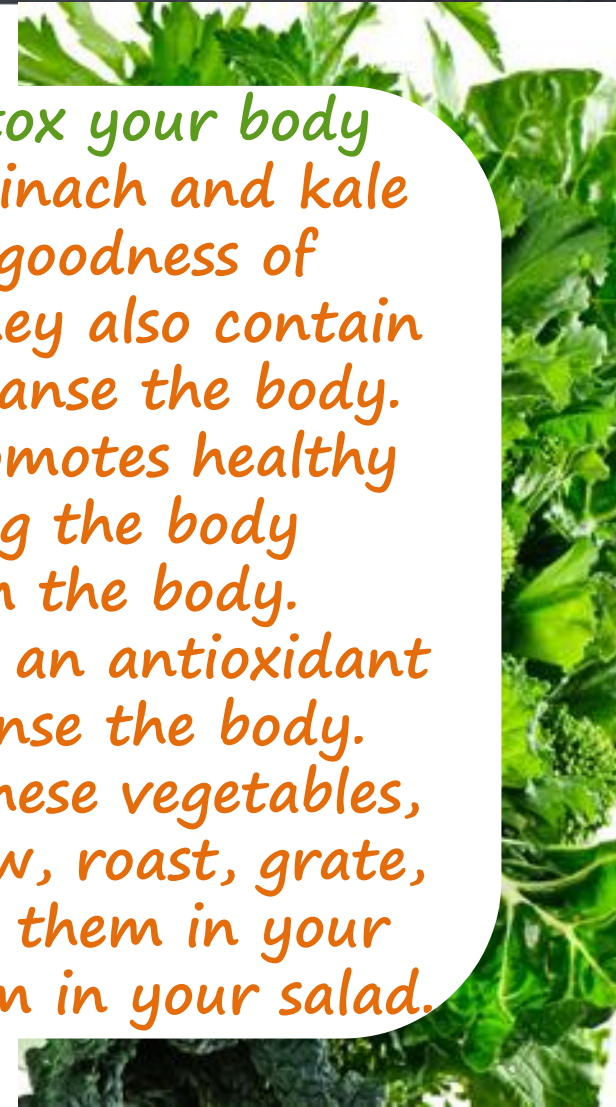 tox your body
inach and kale
goodness of
ey also contain
anse the body.
motes healthy
g the body
the body.
an antioxidant
nse the body.
hese vegetables,
w, roast, grate,
them in your
in your salad.